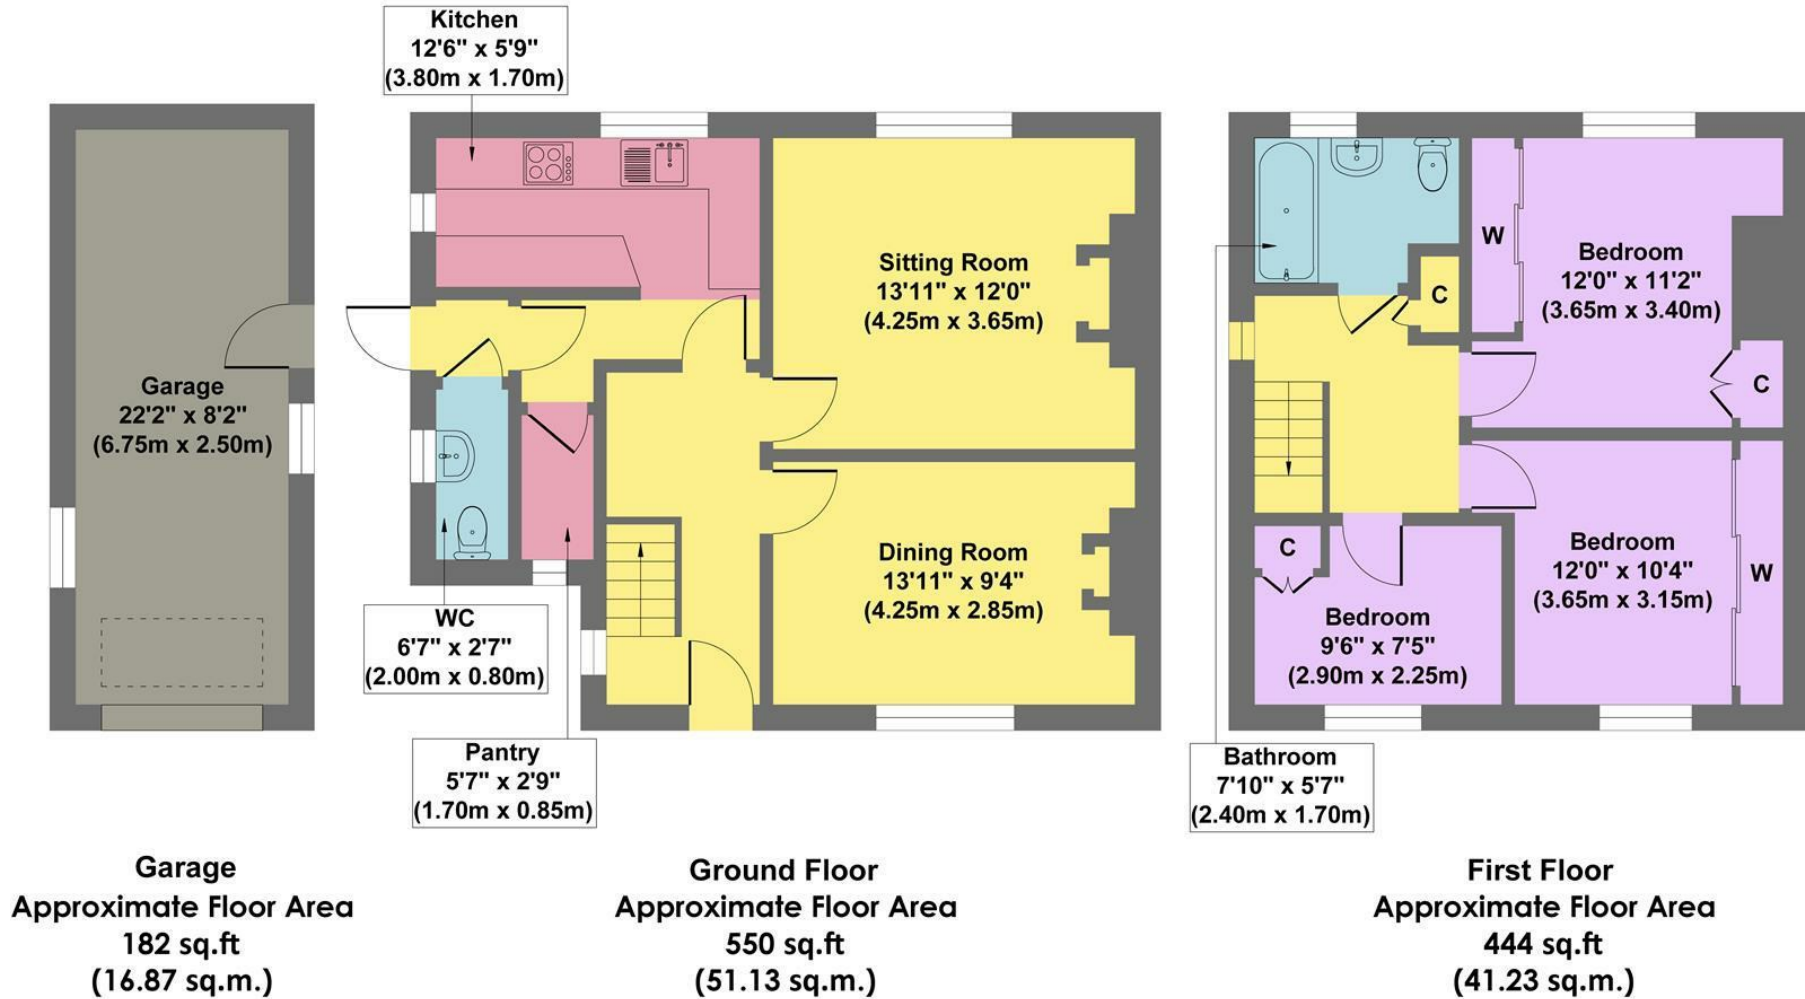 Kitchen
12'6" x 5'9"
(3.80m x 1.70m)
Garage
22'2" x 8'2"
(6.75m x 2.50m)
Sitting Room
13'11" x 12'0"
(4.25m x 3.65m)
Dining Room
13'11" x 9'4"
(4.25m x 2.85m)
WC
6'7" x 2'7"
(2.00m x 0.80m)
Pantry
5'7" x 2'9"
(1.70m x 0.85m)
W
Bedroom
12'0" x 11'2"
(3.65m x 3.40m)
C
C
Bedroom
12'0" x 10'4"
(3.65m x 3.15m)
W
C
Bedroom
9'6" x 7'5"
(2.90m x 2.25m)
Bathroom
7'10" x 5'7"
(2.40m x 1.70m)
Garage
Approximate Floor Area
182 sq.ft
(16.87 sq.m.)
Ground Floor
Approximate Floor Area
550 sq.ft
(51.13 sq.m.)
First Floor
Approximate Floor Area
444 sq.ft
(41.23 sq.m.)